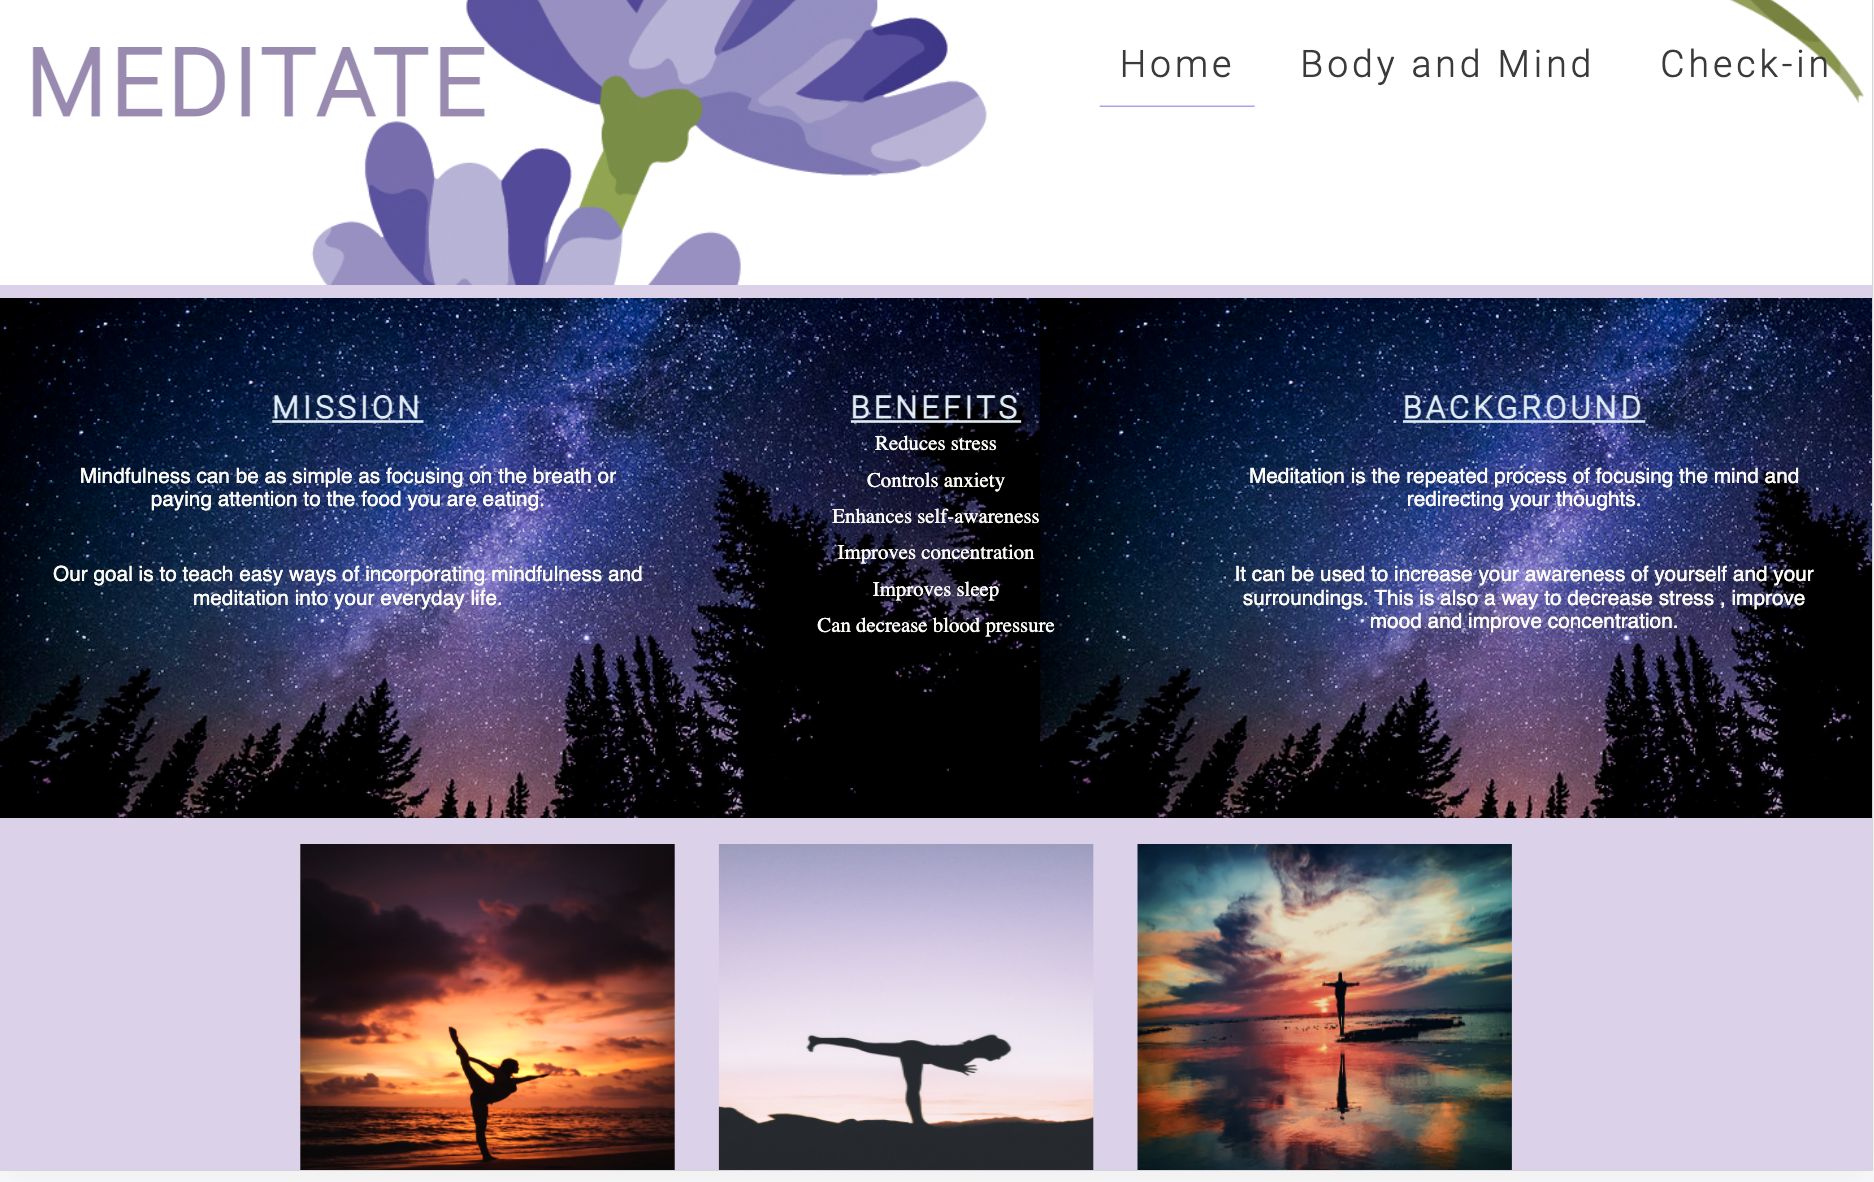 MEDITATE
Home
Body and Mind
Check-in
MISSION
Mindfulness can be as simple as focusing on the breath or
paying attention to the food you are eating.
Our goal is to teach easy ways of incorporating mindfulness and
meditation into your everyday life.
BENEFITS
Reduces stress
Controls anxiety
Enhances self-awareness
Improves concentration
Improves sleep
Can decrease blood pressure
BACKGROUND
Meditation is the repeated process of focusing the mind and
redirecting your thoughts.
It can be used to increase your awareness of yourself and your
surroundings. This is also a way to decrease stress , improve
mood and improve concentration.